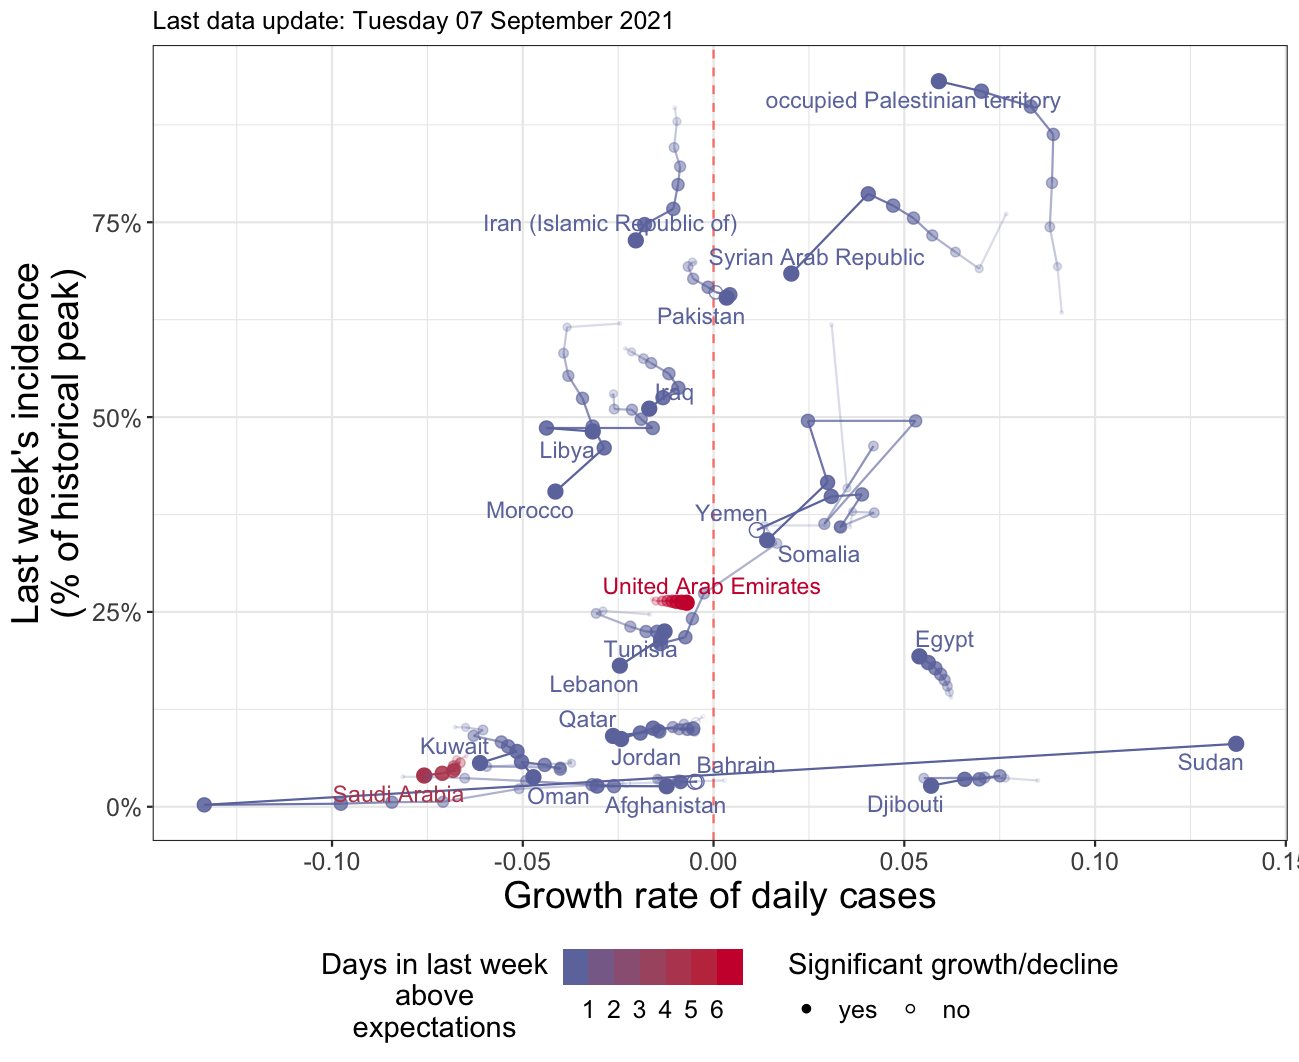 Last data update: Tuesday 07 September 2021
Last week's incidence
(% of historical peak)
75%
50%
25%
0%
occupied Palestinian territory
Iran (Islamic Republic of)
Syrian Arab Republic
Pakistan
Iraq
Libya
Morocco
Yemen
Somalia
United Arab Emirates
Tunisia
Lebanon
Egypt
Qatar
Kuwait
Jordan
Bahrain
Sudan
Saudi Arabia
Oman
Afghanistan
Djibouti
-0.10 -0.05 0.00 0.05 0.10 0.15
Growth rate of daily cases
Days in last week
above
expectations
1 2 3 4 5 6
Significant growth/decline
yes no